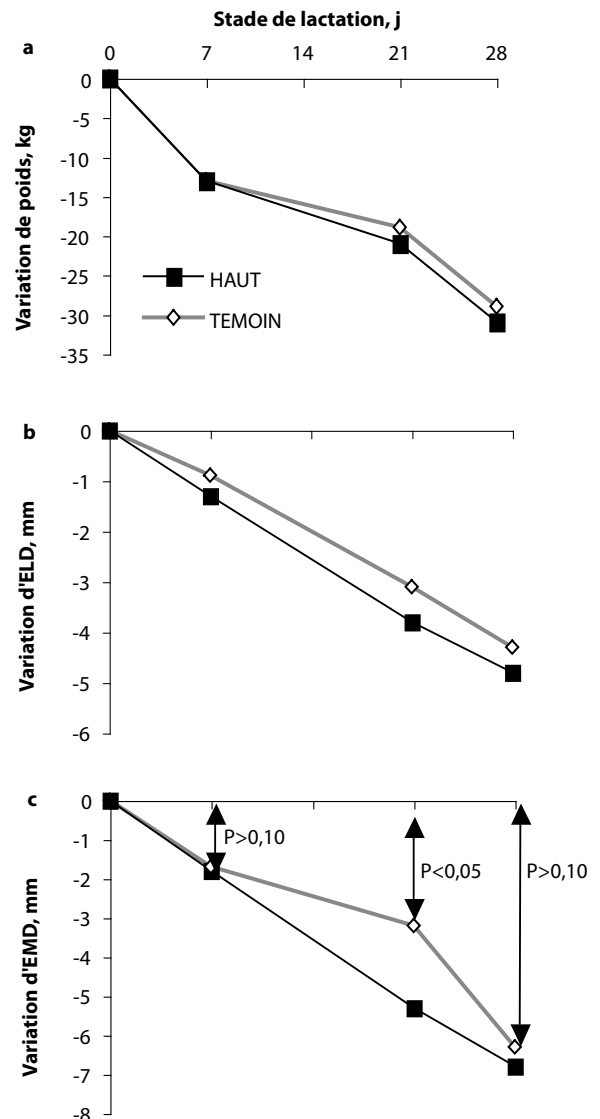 Stade de lactation, j
a
0 7 14 21 28
0
-5
-10
-15
-20
-25
-30
-35
Variation de poids, kg
HAUT
TEMOIN
b
0
-1
-2
-3
-4
-5
-6
Variation d'ELD, mm
c
0
-1
-2
-3
-4
-5
-6
-7
-8
Variation d'EMD, mm
P>0,10
P<0,05
P>0,10